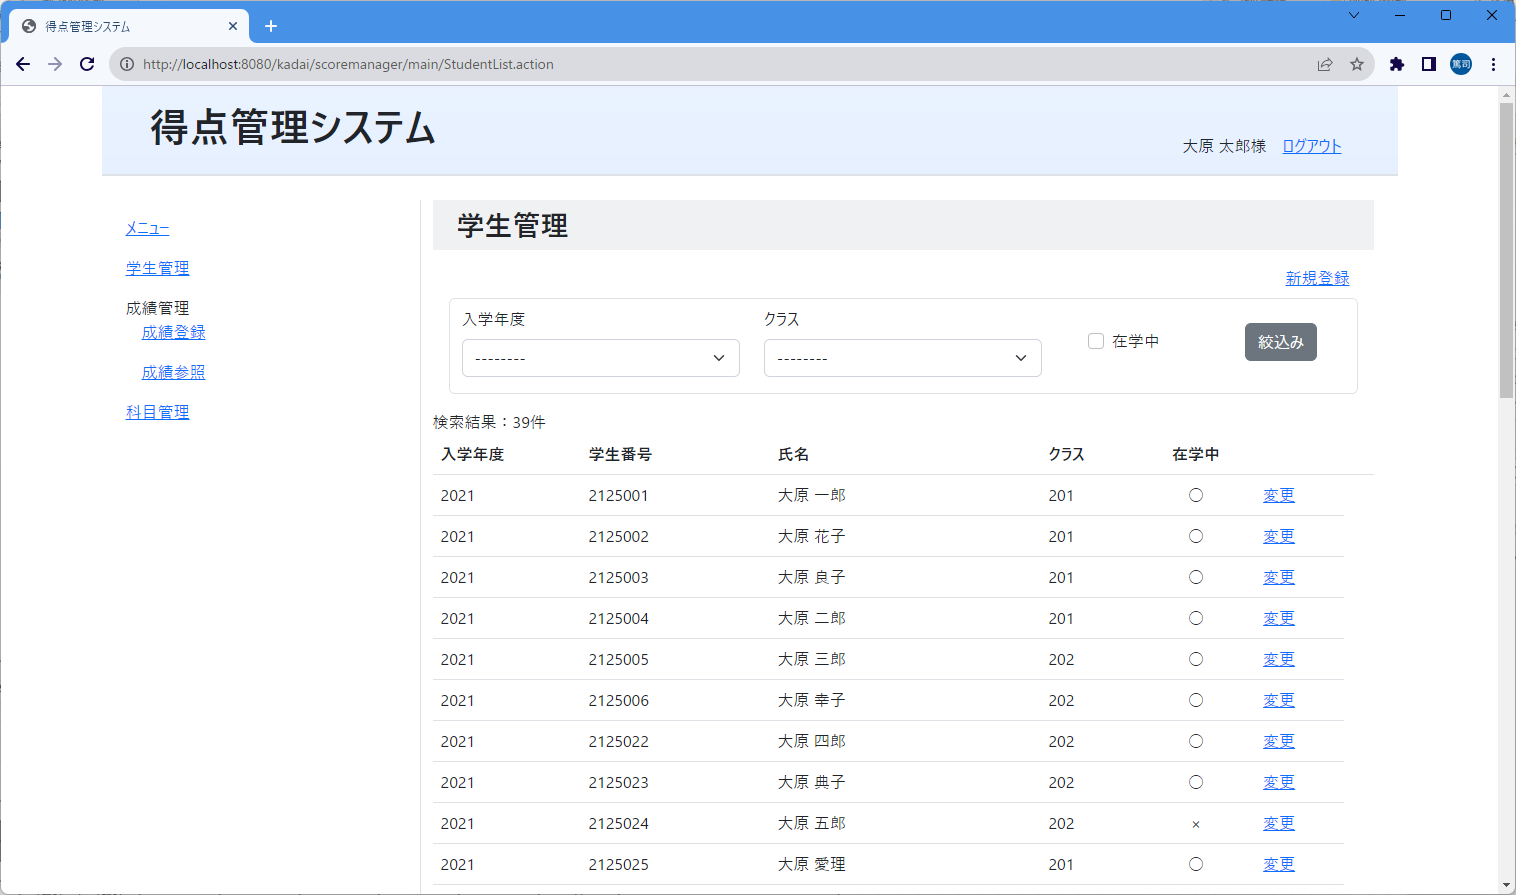 得点管理システム
http://localhost:8080/kadai/scoremanager/main/StudentList.action
篤司
得点管理システム
大原 太郎様 ログアウト
メニュー
学生管理
成績管理
成績登録
成績参照
科目管理
学生管理
新規登録
入学年度 クラス
-------- -------- 在学中 絞込み
検索結果：39件
入学年度 学生番号 氏名 クラス 在学中
2021 2125001 大原 一郎 201 〇 変更
2021 2125002 大原 花子 201 〇 変更
2021 2125003 大原 良子 201 〇 変更
2021 2125004 大原 二郎 201 〇 変更
2021 2125005 大原 三郎 202 〇 変更
2021 2125006 大原 幸子 202 〇 変更
2021 2125022 大原 四郎 202 〇 変更
2021 2125023 大原 典子 202 〇 変更
2021 2125024 大原 五郎 202 × 変更
2021 2125025 大原 愛理 201 〇 変更